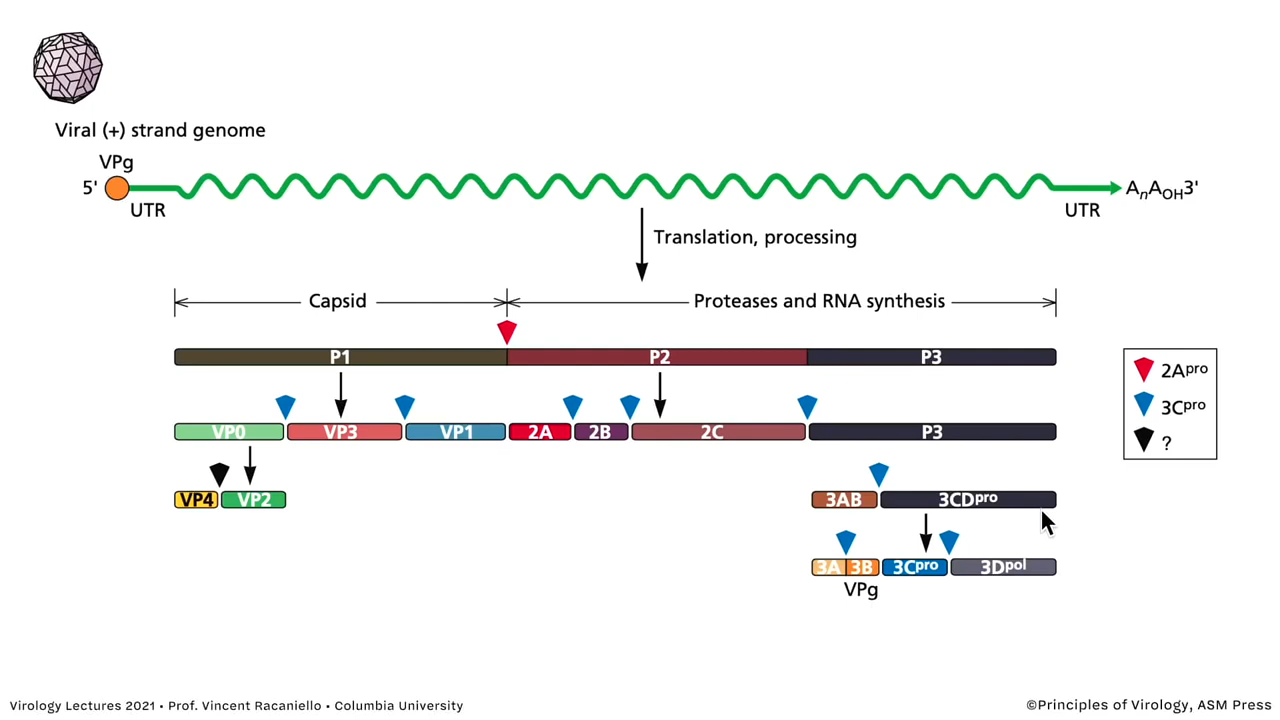 Viral (+) strand genome
VPg
5' AnAOH3'
UTR UTR
Translation, processing
Capsid Proteases and RNA synthesis
P1 P2 P3
2Apro
3Cpro
?
VP0 VP3 VP1 2A 2B 2C P3
VP4 VP2 3AB 3CDpro
3A 3B 3Cpro 3Dpol
VPg
Virology Lectures 2021 • Prof. Vincent Racaniello • Columbia University
©Principles of Virology, ASM Press